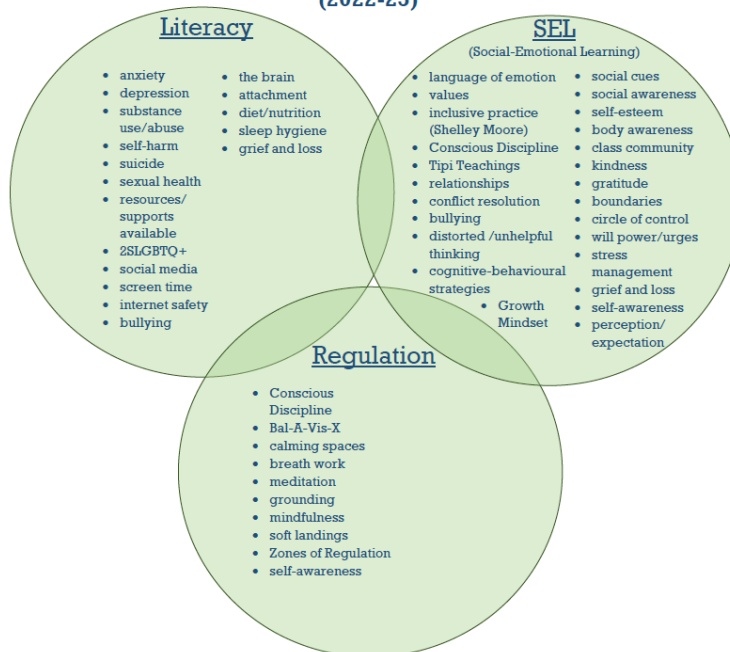 (2022-23)
Literacy
• anxiety
• depression
• substance
use/abuse
• self-harm
• suicide
• sexual health
• resources/
supports
available
• 2SLGBTQ+
• social media
• screen time
• internet safety
• bullying
• the brain
• attachment
• diet/nutrition
• sleep hygiene
• grief and loss
SEL
(Social-Emotional Learning)
• language of emotion
• values
• inclusive practice
(Shelley Moore)
• Conscious Discipline
• Tipi Teachings
• relationships
• conflict resolution
• bullying
• distorted /unhelpful
thinking
• cognitive-behavioural
strategies
• Growth
Mindset
• social cues
• social awareness
• self-esteem
• body awareness
• class community
• kindness
• gratitude
• boundaries
• circle of control
• will power/urges
• stress
management
• grief and loss
• self-awareness
• perception/
expectation
Regulation
• Conscious
Discipline
• Bal-A-Vis-X
• calming spaces
• breath work
• meditation
• grounding
• mindfulness
• soft landings
• Zones of Regulation
• self-awareness